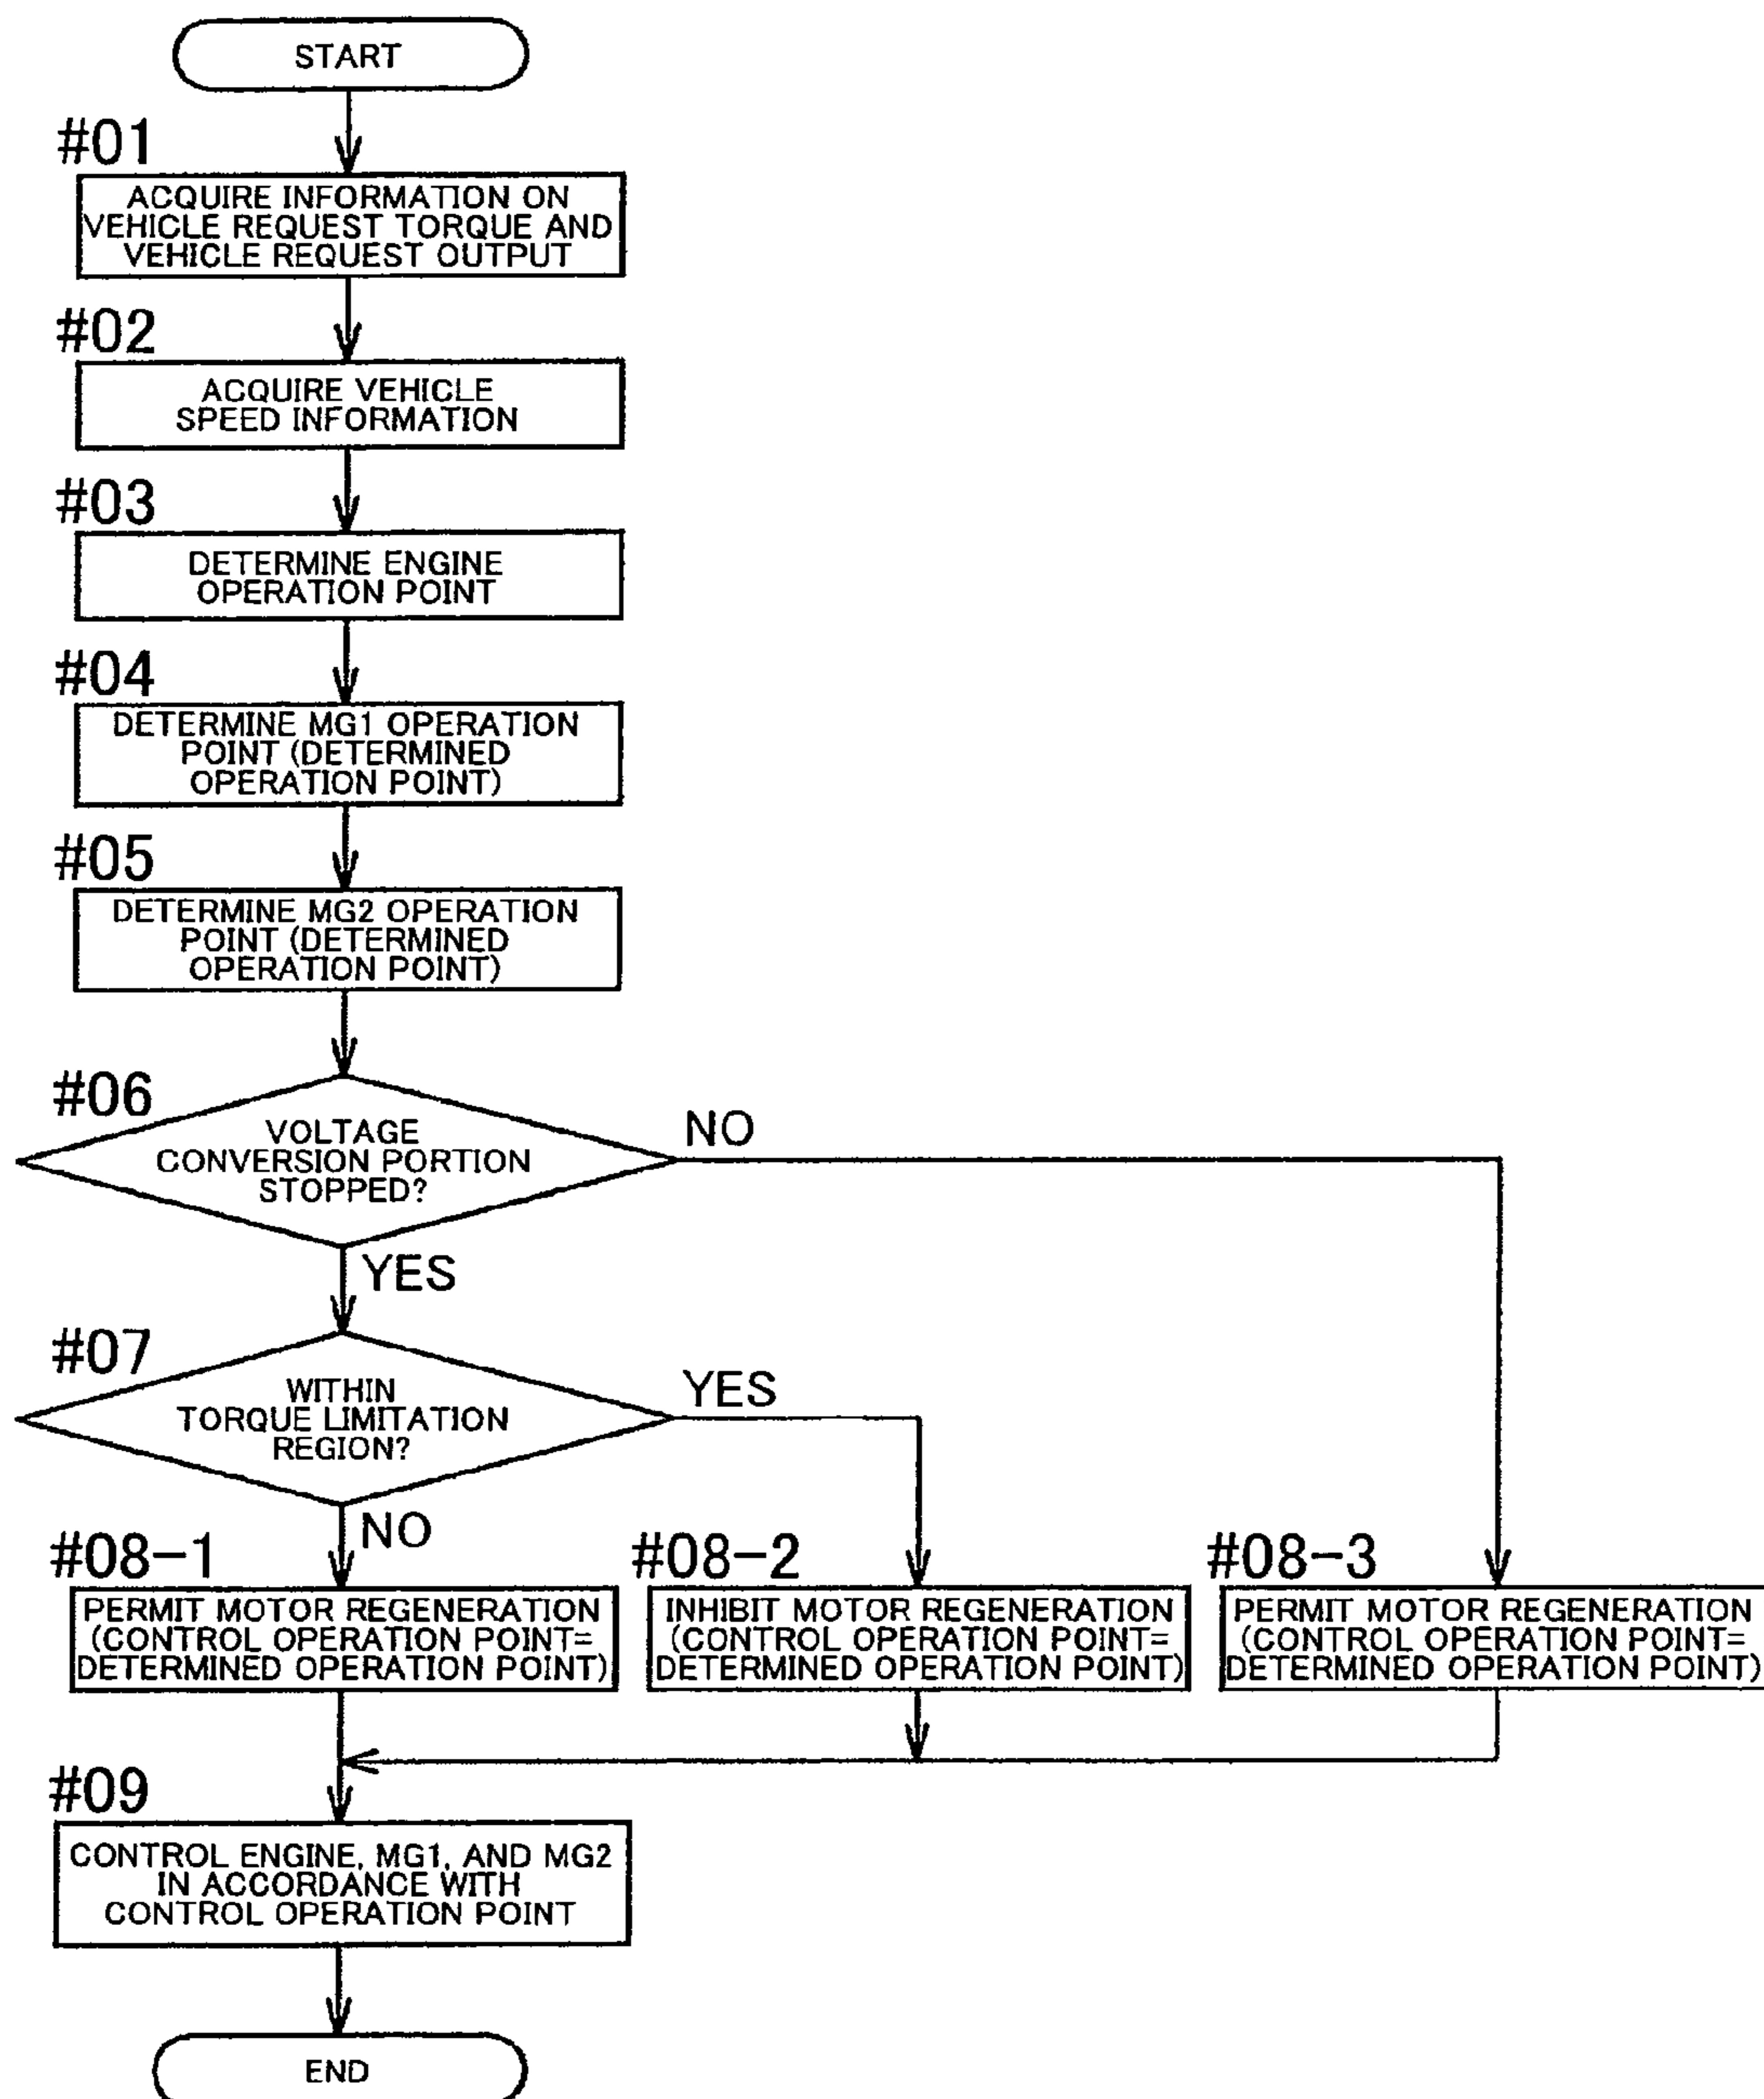 START
#01
ACQUIRE INFORMATION ON
VEHICLE REQUEST TORQUE AND
VEHICLE REQUEST OUTPUT
#02
ACQUIRE VEHICLE
SPEED INFORMATION
#03
DETERMINE ENGINE
OPERATION POINT
#04
DETERMINE MG1 OPERATION
POINT (DETERMINED
OPERATION POINT)
#05
DETERMINE MG2 OPERATION
POINT (DETERMINED
OPERATION POINT)
#06
VOLTAGE
CONVERSION PORTION
STOPPED?
NO
YES
#07
WITHIN
TORQUE LIMITATION
REGION?
YES
NO
#08-1
PERMIT MOTOR REGENERATION
(CONTROL OPERATION POINT=
DETERMINED OPERATION POINT)
#08-2
INHIBIT MOTOR REGENERATION
(CONTROL OPERATION POINT=
DETERMINED OPERATION POINT)
#08-3
PERMIT MOTOR REGENERATION
(CONTROL OPERATION POINT=
DETERMINED OPERATION POINT)
#09
CONTROL ENGINE, MG1, AND MG2
IN ACCORDANCE WITH
CONTROL OPERATION POINT
END